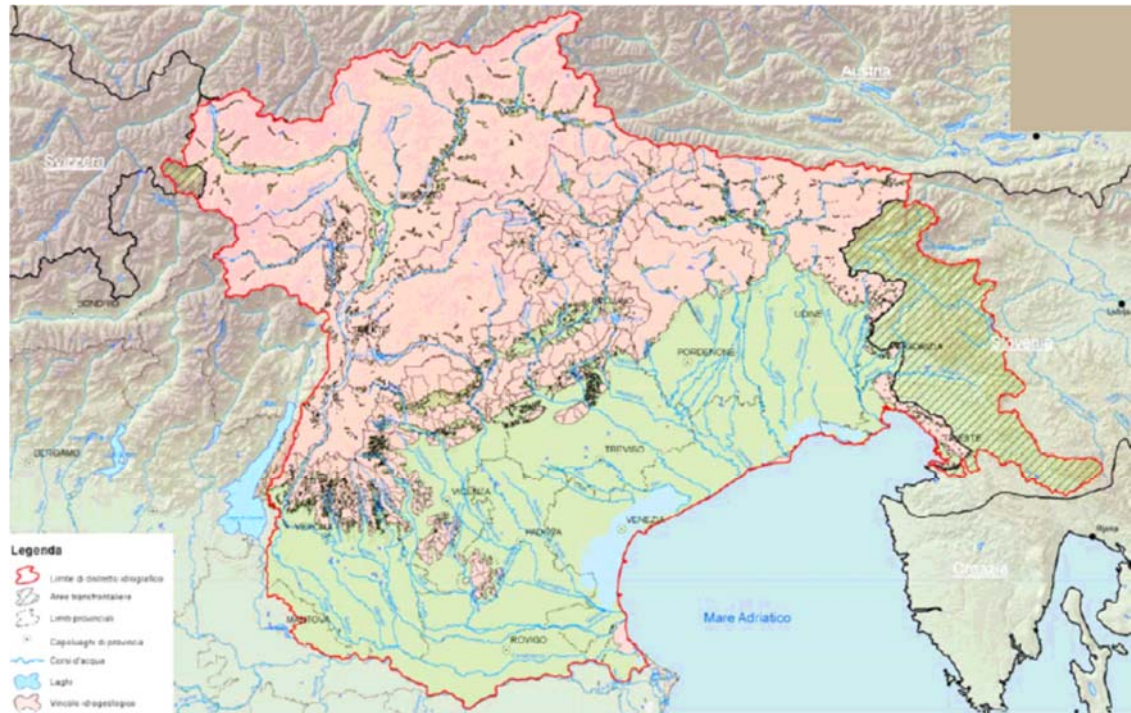 Austria
Svizzera
SONDRIO
BELLUNO
UDINE
Slovenia
PORDENONE
GORIZIA
TRIESTE
BERGAMO
TREVISO
VICENZA
VENEZIA
VERONA
PADOVA
Rijeka
Croazia
Mare Adriatico
MANTOVA
ROVIGO
Legenda
Limite di distretto idrografico
Aree transfrontaliere
Limiti provinciali
Capoluoghi di provincia
Corsi d'acqua
Laghi
Vincolo idrogeologico